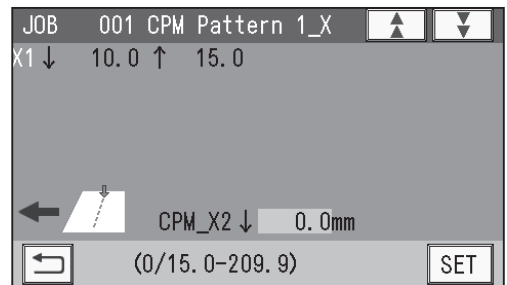 JOB 001 CPM Pattern 1_X
X1↓ 10.0 ↑ 15.0
CPM_X2↓ 0.0mm
(0/15.0-209.9) SET